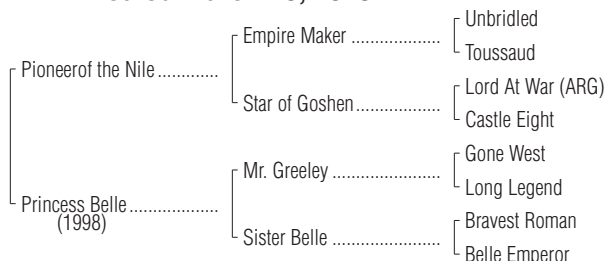 Unbridled
Empire Maker ....................
Toussaud
Pioneerof the Nile .............
Lord At War (ARG)
Star of Goshen...................
Castle Eight
Gone West
Mr. Greeley ........................
Long Legend
Princess Belle...................
(1998)
Bravest Roman
Sister Belle ........................
Belle Emperor